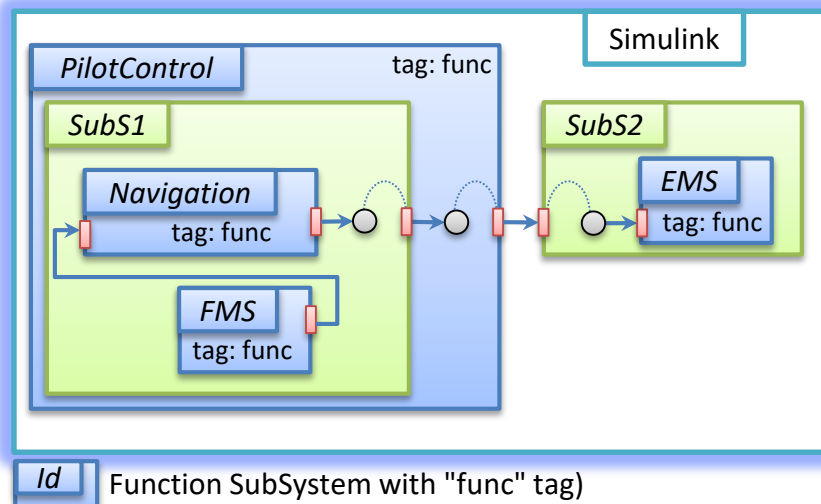 Simulink
PilotControl
tag: func
SubS1
SubS2
Navigation
tag: func
EMS
tag: func
FMS
tag: func
Id
Function SubSystem with "func" tag)